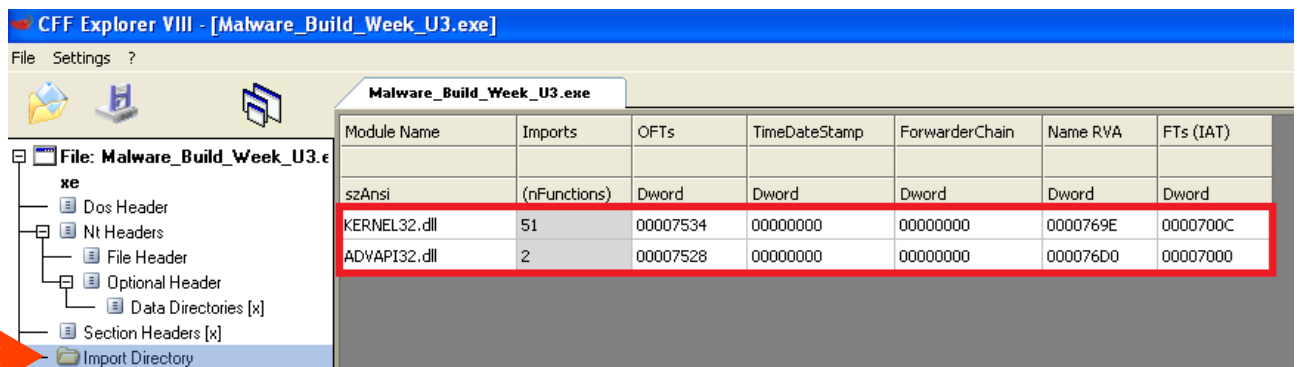 CFF Explorer VIII - [Malware_Build_Week_U3.exe]
File Settings ?
Malware_Build_Week_U3.exe
Module Name Imports OFTs TimeDateStamp ForwarderChain Name RVA FTs (IAT)
szAnsi (nFunctions) Dword Dword Dword Dword Dword
KERNEL32.dll 51 00007534 00000000 00000000 0000769E 0000700C
ADVAPI32.dll 2 00007528 00000000 00000000 000076D0 00007000
File: Malware_Build_Week_U3.e
xe
Dos Header
Nt Headers
File Header
Optional Header
Data Directories [x]
Section Headers [x]
Import Directory